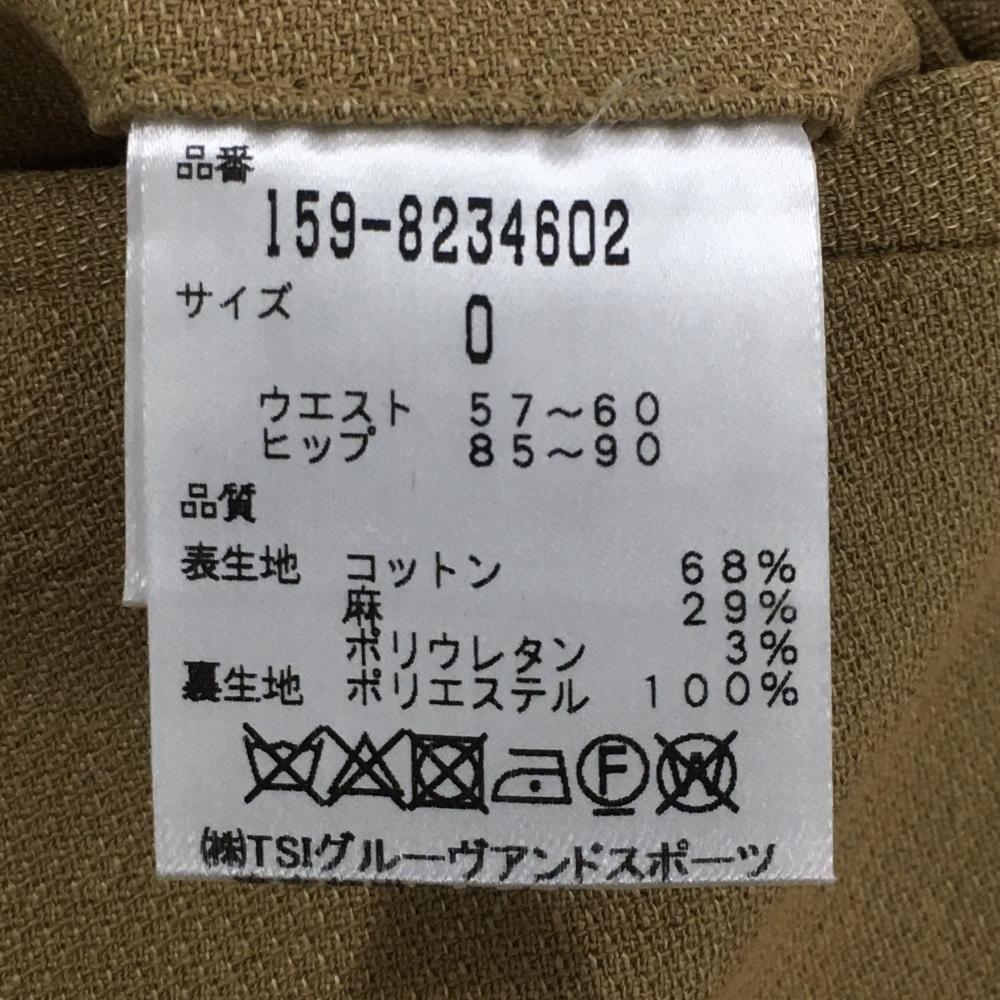 品番
159-8234602
サイズ
0
ウエスト 57～60
ヒップ 85～90
品質
表生地 コットン 68%
麻 29%
ポリウレタン 3%
裏生地 ポリエステル 100%
F W
㈱TSIグルーヴアンドスポーツ